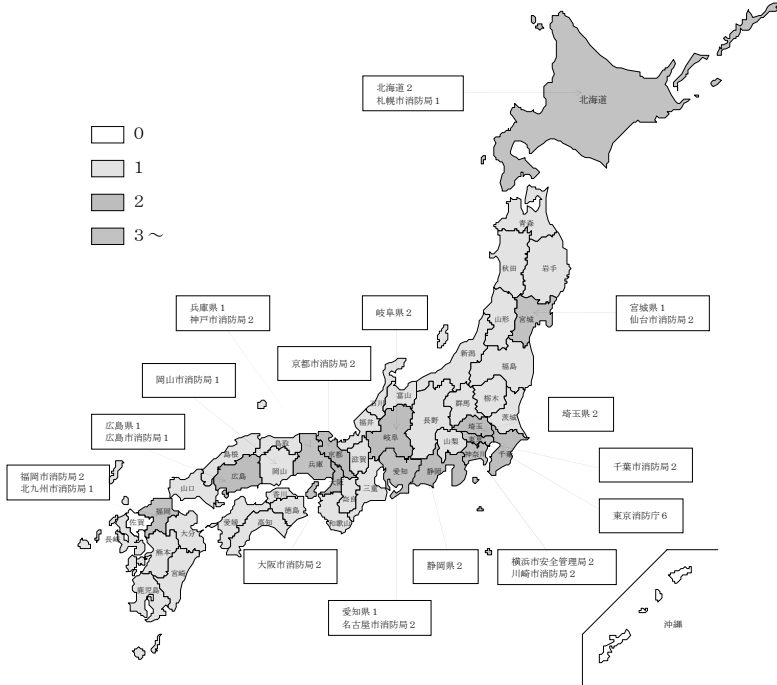 北海道 2
札幌市消防局 1
北海道
0
1
2
3～
青森
秋田
岩手
兵庫県 1
神戸市消防局 2
岐阜県 2
宮城県 1
仙台市消防局 2
山形
宮城
新潟
福島
京都市消防局 2
岡山市消防局 1
富山
石川
群馬
栃木
茨城
埼玉県 2
広島県 1
広島市消防局 1
福井
長野
埼玉
岐阜
山梨
東京
神奈川
千葉
鳥取
島根
京都
滋賀
兵庫
岡山
広島
愛知
静岡
千葉市消防局 2
福岡市消防局 2
北九州市消防局 1
山口
大阪
奈良
三重
香川
徳島
和歌山
愛媛
高知
福岡
佐賀
大分
長崎
熊本
宮崎
鹿児島
東京消防庁 6
大阪市消防局 2
静岡県 2
横浜市安全管理局 2
川崎市消防局 2
愛知県 1
名古屋市消防局 2
沖縄